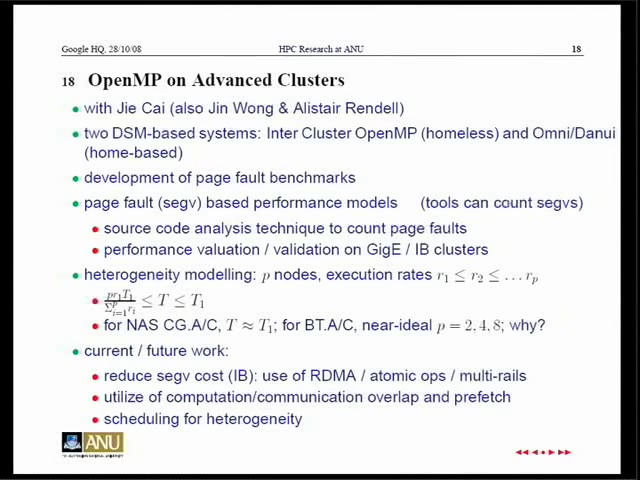 Google HQ, 28/10/08 HPC Research at ANU 18
18 OpenMP on Advanced Clusters
with Jie Cai (also Jin Wong & Alistair Rendell)
two DSM-based systems: Inter Cluster OpenMP (homeless) and Omni/Danui
(home-based)
development of page fault benchmarks
page fault (segv) based performance models (tools can count segvs)
source code analysis technique to count page faults
performance valuation / validation on GigE / IB clusters
heterogeneity modelling: p nodes, execution rates r₁ ≤ r₂ ≤ … rₚ
pr₁T₁/Σᵖᵢ₌₁rᵢ ≤ T ≤ T₁
for NAS CG.A/C, T ≈ T₁; for BT.A/C, near-ideal p = 2, 4, 8; why?
current / future work:
reduce segv cost (IB): use of RDMA / atomic ops / multi-rails
utilize of computation/communication overlap and prefetch
scheduling for heterogeneity
ANU